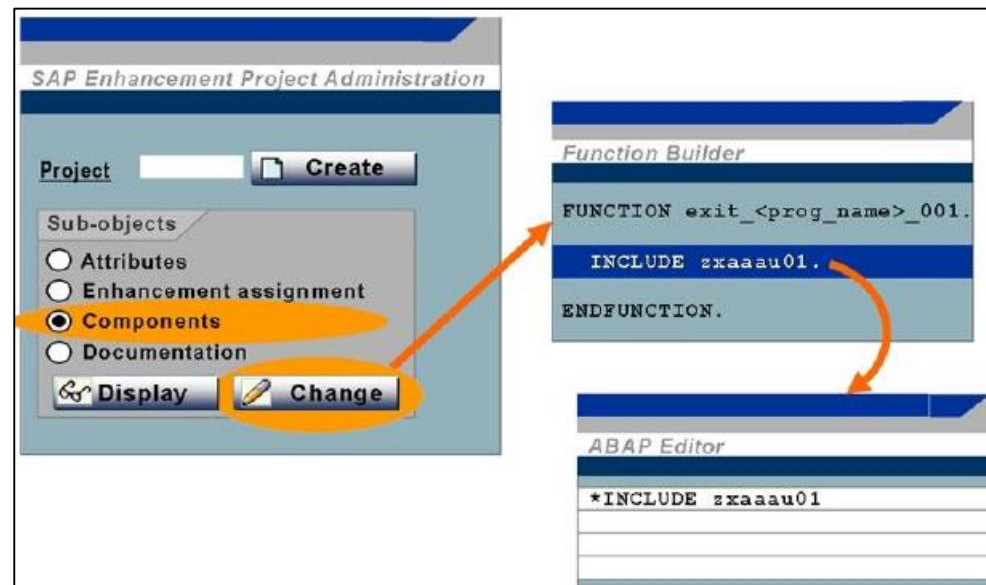 SAP Enhancement Project Administration
Project
Create
Sub-objects
Attributes
Enhancement assignment
Components
Documentation
Display
Change
Function Builder
FUNCTION exit_<prog_name>_001.
INCLUDE zxaaau01.
ENDFUNCTION.
ABAP Editor
*INCLUDE zxaaau01